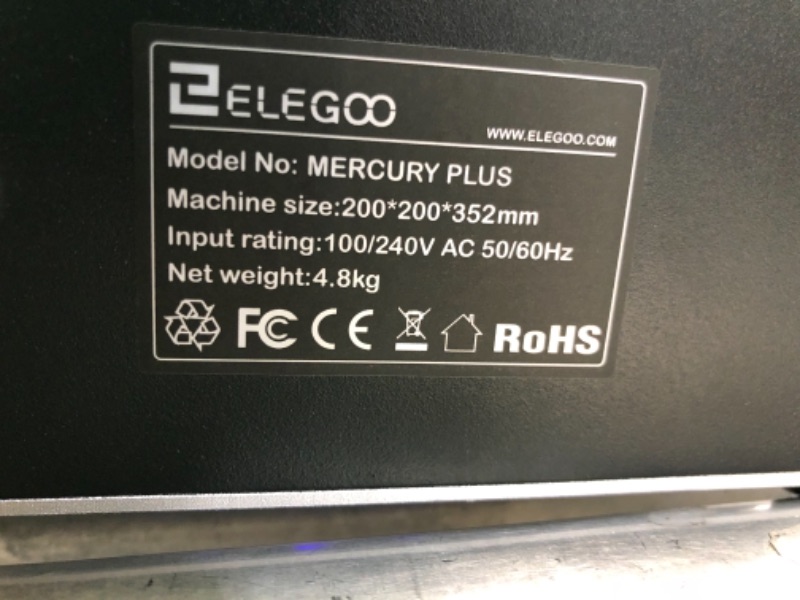 ELEGOO
WWW.ELEGOO.COM
Model No: MERCURY PLUS
Machine size:200*200*352mm
Input rating:100/240V AC 50/60Hz
Net weight:4.8kg
FC CE RoHS